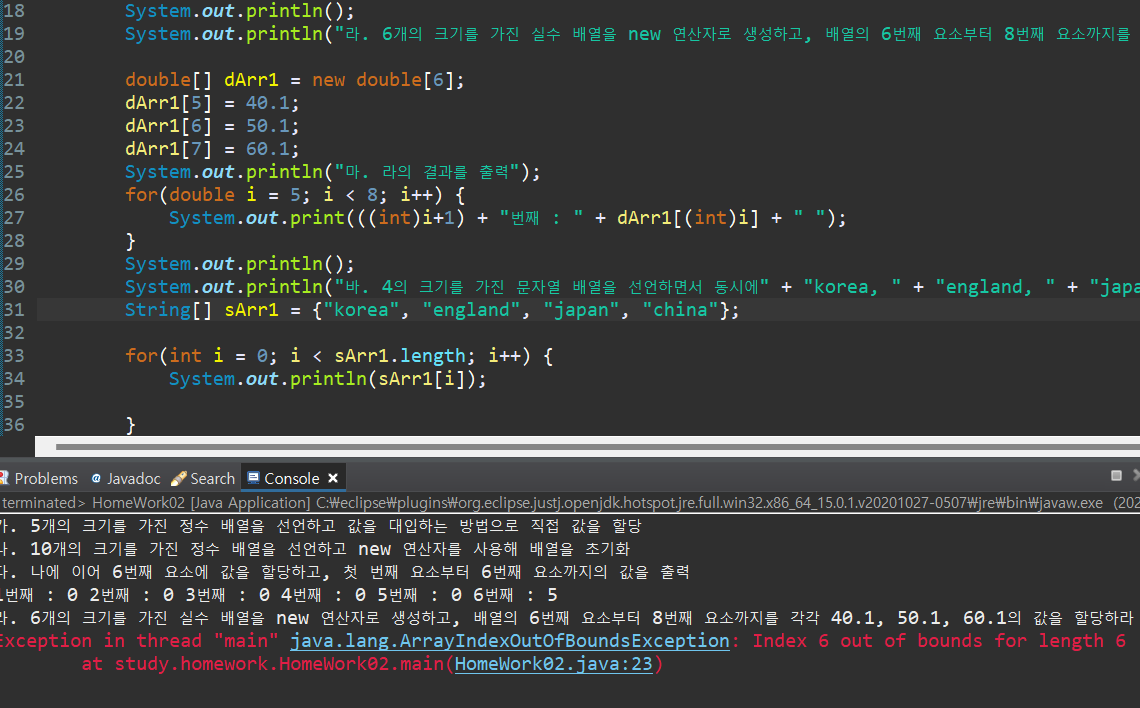 18 System.out.println();
19 System.out.println("라. 6개의 크기를 가진 실수 배열을 new 연산자로 생성하고, 배열의 6번째 요소부터 8번째 요소까지를
20
21 double[] dArr1 = new double[6];
22 dArr1[5] = 40.1;
23 dArr1[6] = 50.1;
24 dArr1[7] = 60.1;
25 System.out.println("마. 라의 결과를 출력");
26 for(double i = 5; i < 8; i++) {
27 System.out.print(((int)i+1) + "번째 : " + dArr1[(int)i] + " ");
28 }
29 System.out.println();
30 System.out.println("바. 4의 크기를 가진 문자열 배열을 선언하면서 동시에" + "korea, " + "england, " + "japa
31 String[] sArr1 = {"korea", "england", "japan", "china"};
32
33 for(int i = 0; i < sArr1.length; i++) {
34 System.out.println(sArr1[i]);
35
36 }
Problems @ Javadoc Search Console
terminated> HomeWork02 [Java Application] C:₩eclipse₩plugins₩org.eclipse.justj.openjdk.hotspot.jre.full.win32.x86_64_15.0.1.v20201027-0507₩jre₩bin₩javaw.exe (202
가. 5개의 크기를 가진 정수 배열을 선언하고 값을 대입하는 방법으로 직접 값을 할당
나. 10개의 크기를 가진 정수 배열을 선언하고 new 연산자를 사용해 배열을 초기화
다. 나에 이어 6번째 요소에 값을 할당하고, 첫 번째 요소부터 6번째 요소까지의 값을 출력
1번째 : 0 2번째 : 0 3번째 : 0 4번째 : 0 5번째 : 0 6번째 : 5
라. 6개의 크기를 가진 실수 배열을 new 연산자로 생성하고, 배열의 6번째 요소부터 8번째 요소까지를 각각 40.1, 50.1, 60.1의 값을 할당하라
Exception in thread "main" java.lang.ArrayIndexOutOfBoundsException: Index 6 out of bounds for length 6
at study.homework.HomeWork02.main(HomeWork02.java:23)